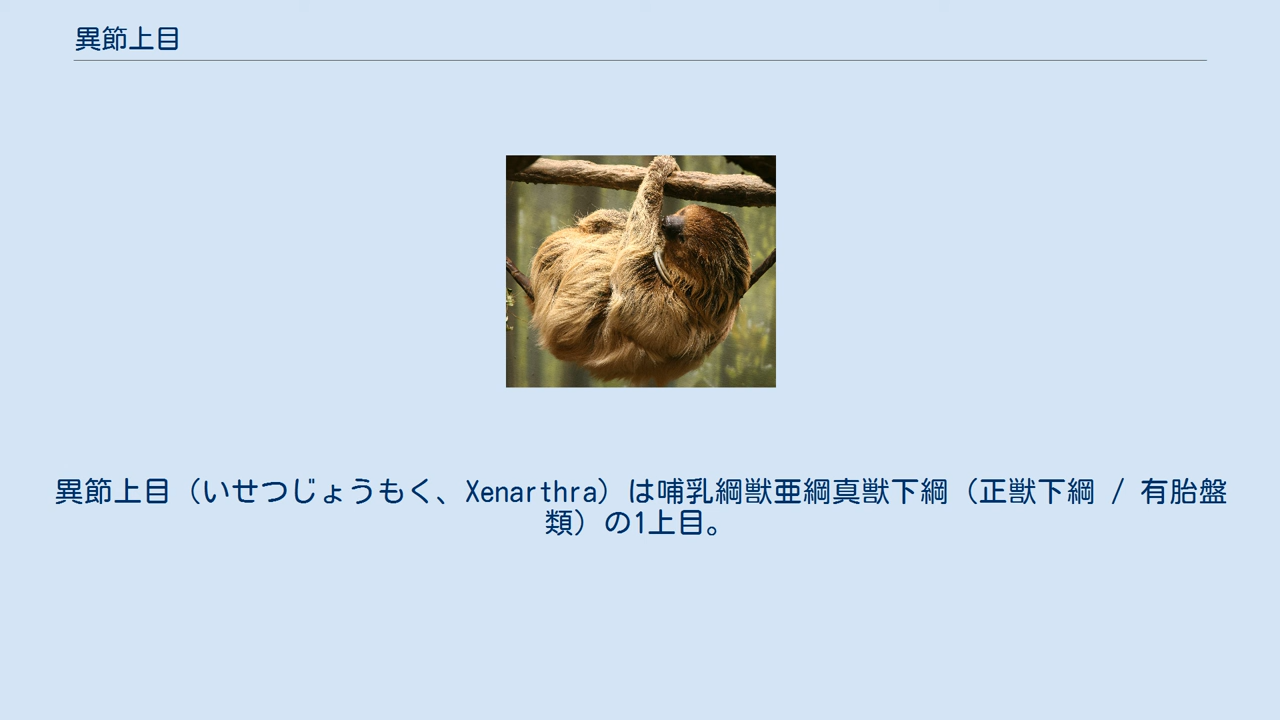 異節上目
異節上目（いせつじょうもく、Xenarthra）は哺乳綱獣亜綱真獣下綱（正獣下綱 / 有胎盤
類）の1上目。